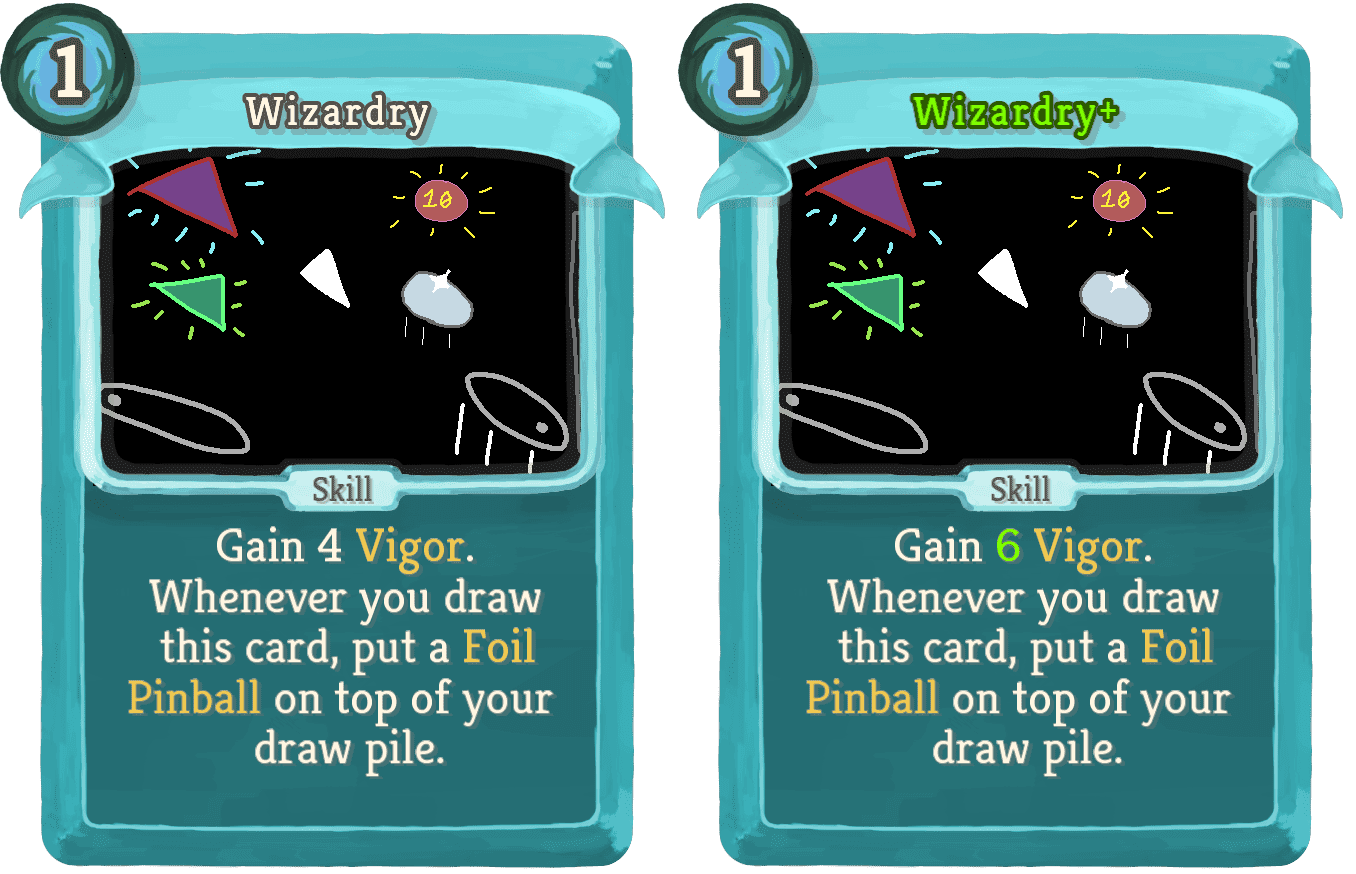 1
Wizardry
10
Skill
Gain 4 Vigor.
Whenever you draw
this card, put a Foil
Pinball on top of your
draw pile.
1
Wizardry+
10
Skill
Gain 6 Vigor.
Whenever you draw
this card, put a Foil
Pinball on top of your
draw pile.